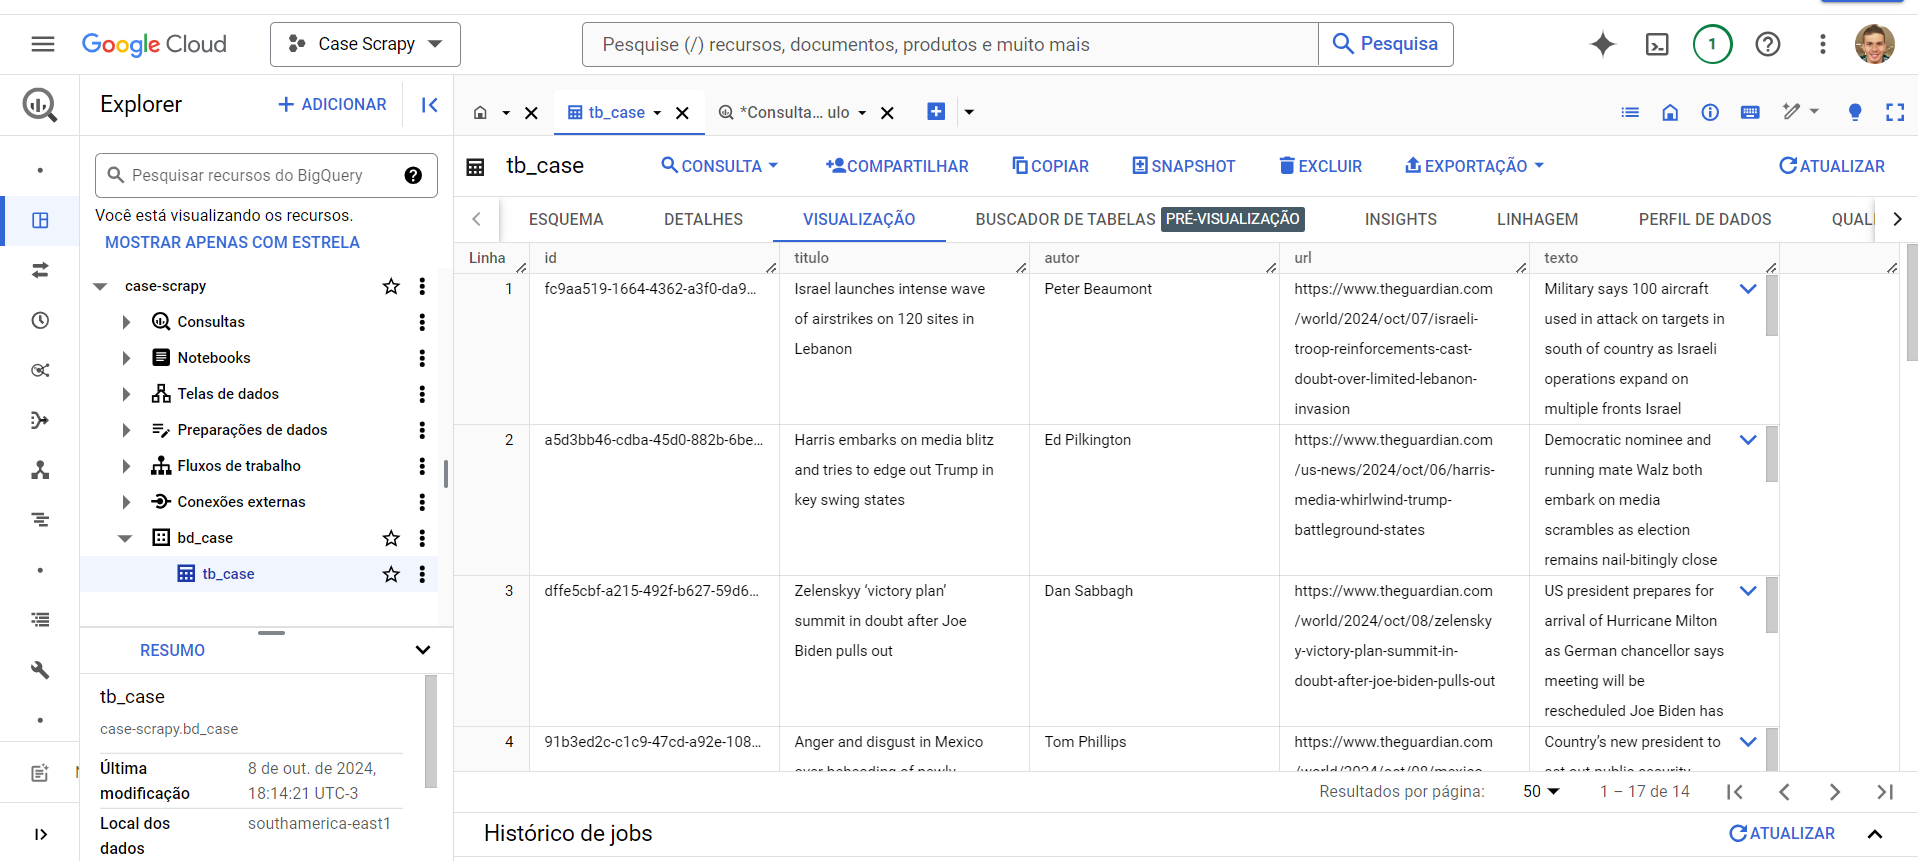 Google Cloud
Case Scrapy
Pesquise (/) recursos, documentos, produtos e muito mais
Pesquisa
1
Explorer
ADICIONAR
tb_case
*Consulta... ulo
Pesquisar recursos do BigQuery
Você está visualizando os recursos.
MOSTRAR APENAS COM ESTRELA
case-scrapy
Consultas
Notebooks
Telas de dados
Preparações de dados
Fluxos de trabalho
Conexões externas
bd_case
tb_case
RESUMO
tb_case
case-scrapy.bd_case
Última
modificação
8 de out. de 2024,
18:14:21 UTC-3
Local dos
dados
southamerica-east1
tb_case
CONSULTA
COMPARTILHAR
COPIAR
SNAPSHOT
EXCLUIR
EXPORTAÇÃO
ATUALIZAR
ESQUEMA
DETALHES
VISUALIZAÇÃO
BUSCADOR DE TABELAS
PRÉ-VISUALIZAÇÃO
INSIGHTS
LINHAGEM
PERFIL DE DADOS
Linha
id
titulo
autor
url
texto
1
fc9aa519-1664-4362-a3f0-da9...
Israel launches intense wave
of airstrikes on 120 sites in
Lebanon
Peter Beaumont
https://www.theguardian.com
/world/2024/oct/07/israeli-
troop-reinforcements-cast-
doubt-over-limited-lebanon-
invasion
Military says 100 aircraft
used in attack on targets in
south of country as Israeli
operations expand on
multiple fronts Israel
2
a5d3bb46-cdba-45d0-882b-6be...
Harris embarks on media blitz
and tries to edge out Trump in
key swing states
Ed Pilkington
https://www.theguardian.com
/us-news/2024/oct/06/harris-
media-whirlwind-trump-
battleground-states
Democratic nominee and
running mate Walz both
embark on media
scrambles as election
remains nail-bitingly close
3
dffe5cbf-a215-492f-b627-59d6...
Zelenskyy ‘victory plan’
summit in doubt after Joe
Biden pulls out
Dan Sabbagh
https://www.theguardian.com
/world/2024/oct/08/zelensky
y-victory-plan-summit-in-
doubt-after-joe-biden-pulls-out
US president prepares for
arrival of Hurricane Milton
as German chancellor says
meeting will be
rescheduled Joe Biden has
4
91b3ed2c-c1c9-47cd-a92e-108...
Anger and disgust in Mexico
over beheading of newly
Tom Phillips
https://www.theguardian.com
/world/2024/oct/08/mexico
Country’s new president to
set out public security
Resultados por página:
50
1 – 17 de 14
Histórico de jobs
ATUALIZAR